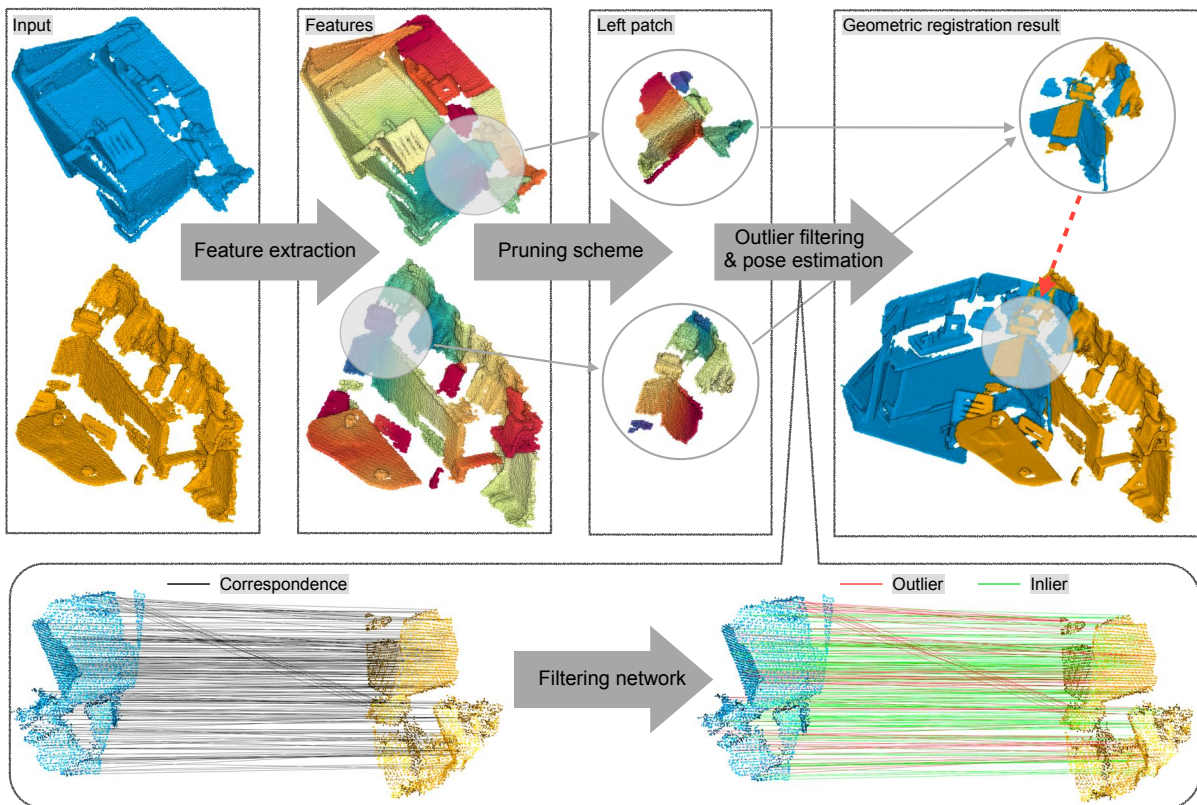 Input
Features
Left patch
Geometric registration result
Feature extraction
Pruning scheme
Outlier filtering
& pose estimation
Correspondence
Outlier
Inlier
Filtering network